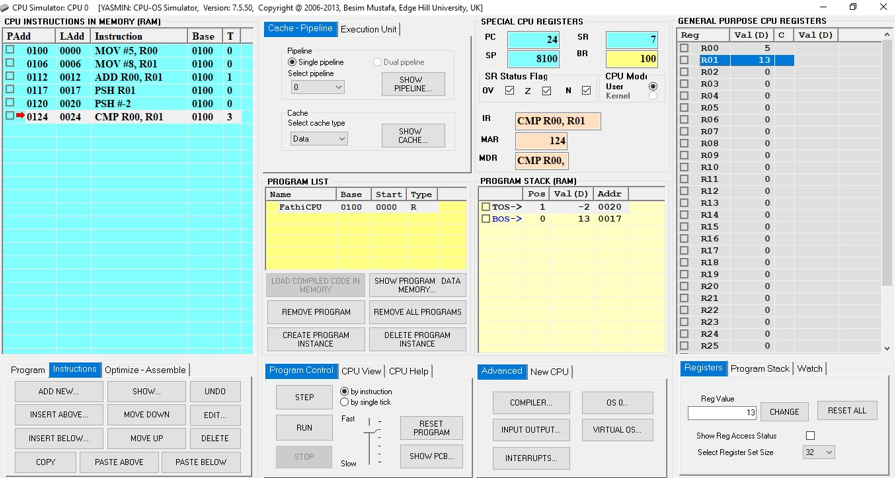 CPU Simulator: CPU 0 [YASMIN: CPU-OS Simulator, Version: 7.5.50, Copyright @ 2006-2013, by Besim Mustafa, Edge Hill University, UK]
CPU INSTRUCTIONS IN MEMORY (RAM)
PAdd LAdd Instruction Base T
0100 0000 MOV #5, R00 0100 0
0106 0006 MOV #8, R01 0100 0
0112 0012 ADD R00, R01 0100 1
0117 0017 PSH R01 0100 0
0120 0020 PSH #-2 0100 0
0124 0024 CMP R00, R01 0100 3
Program Instructions Optimize - Assemble
ADD NEW... SHOW... UNDO
INSERT ABOVE... MOVE DOWN EDIT...
INSERT BELOW... MOVE UP DELETE
COPY PASTE ABOVE PASTE BELOW
Cache - Pipeline Execution Unit
Pipeline
Single pipeline Dual pipeline
Select pipeline
0
SHOW PIPELINE...
Cache
Select cache type
Data
SHOW CACHE...
PROGRAM LIST
Name Base Start Type
FathiCPU 0100 0000 R
LOAD COMPILED CODE IN MEMORY
SHOW PROGRAM DATA MEMORY...
REMOVE PROGRAM REMOVE ALL PROGRAMS
CREATE PROGRAM INSTANCE
DELETE PROGRAM INSTANCE
Program Control CPU View CPU Help
STEP
RUN
STOP
by instruction
by single tick
Fast
Slow
RESET PROGRAM
SHOW PCB...
SPECIAL CPU REGISTERS
PC 24 SR 7
SP 8100 BR 100
SR Status Flag
OV Z N
CPU Mode
User
Kernel
IR CMP R00, R01
MAR 124
MDR CMP R00,
PROGRAM STACK (RAM)
Pos Val(D) Addr
TOS-> 1 -2 0020
BOS-> 0 13 0017
Advanced New CPU
COMPILER... OS 0...
INPUT OUTPUT... VIRTUAL OS...
INTERRUPTS...
GENERAL PURPOSE CPU REGISTERS
Reg Val(D) C Val(D)
R00 5
R01 13
R02 0
R03 0
R04 0
R05 0
R06 0
R07 0
R08 0
R09 0
R10 0
R11 0
R12 0
R13 0
R14 0
R15 0
R16 0
R17 0
R18 0
R19 0
R20 0
R21 0
R22 0
R23 0
R24 0
R25 0
Registers Program Stack Watch
Reg Value
13 CHANGE RESET ALL
Show Reg Access Status
Select Register Set Size 32